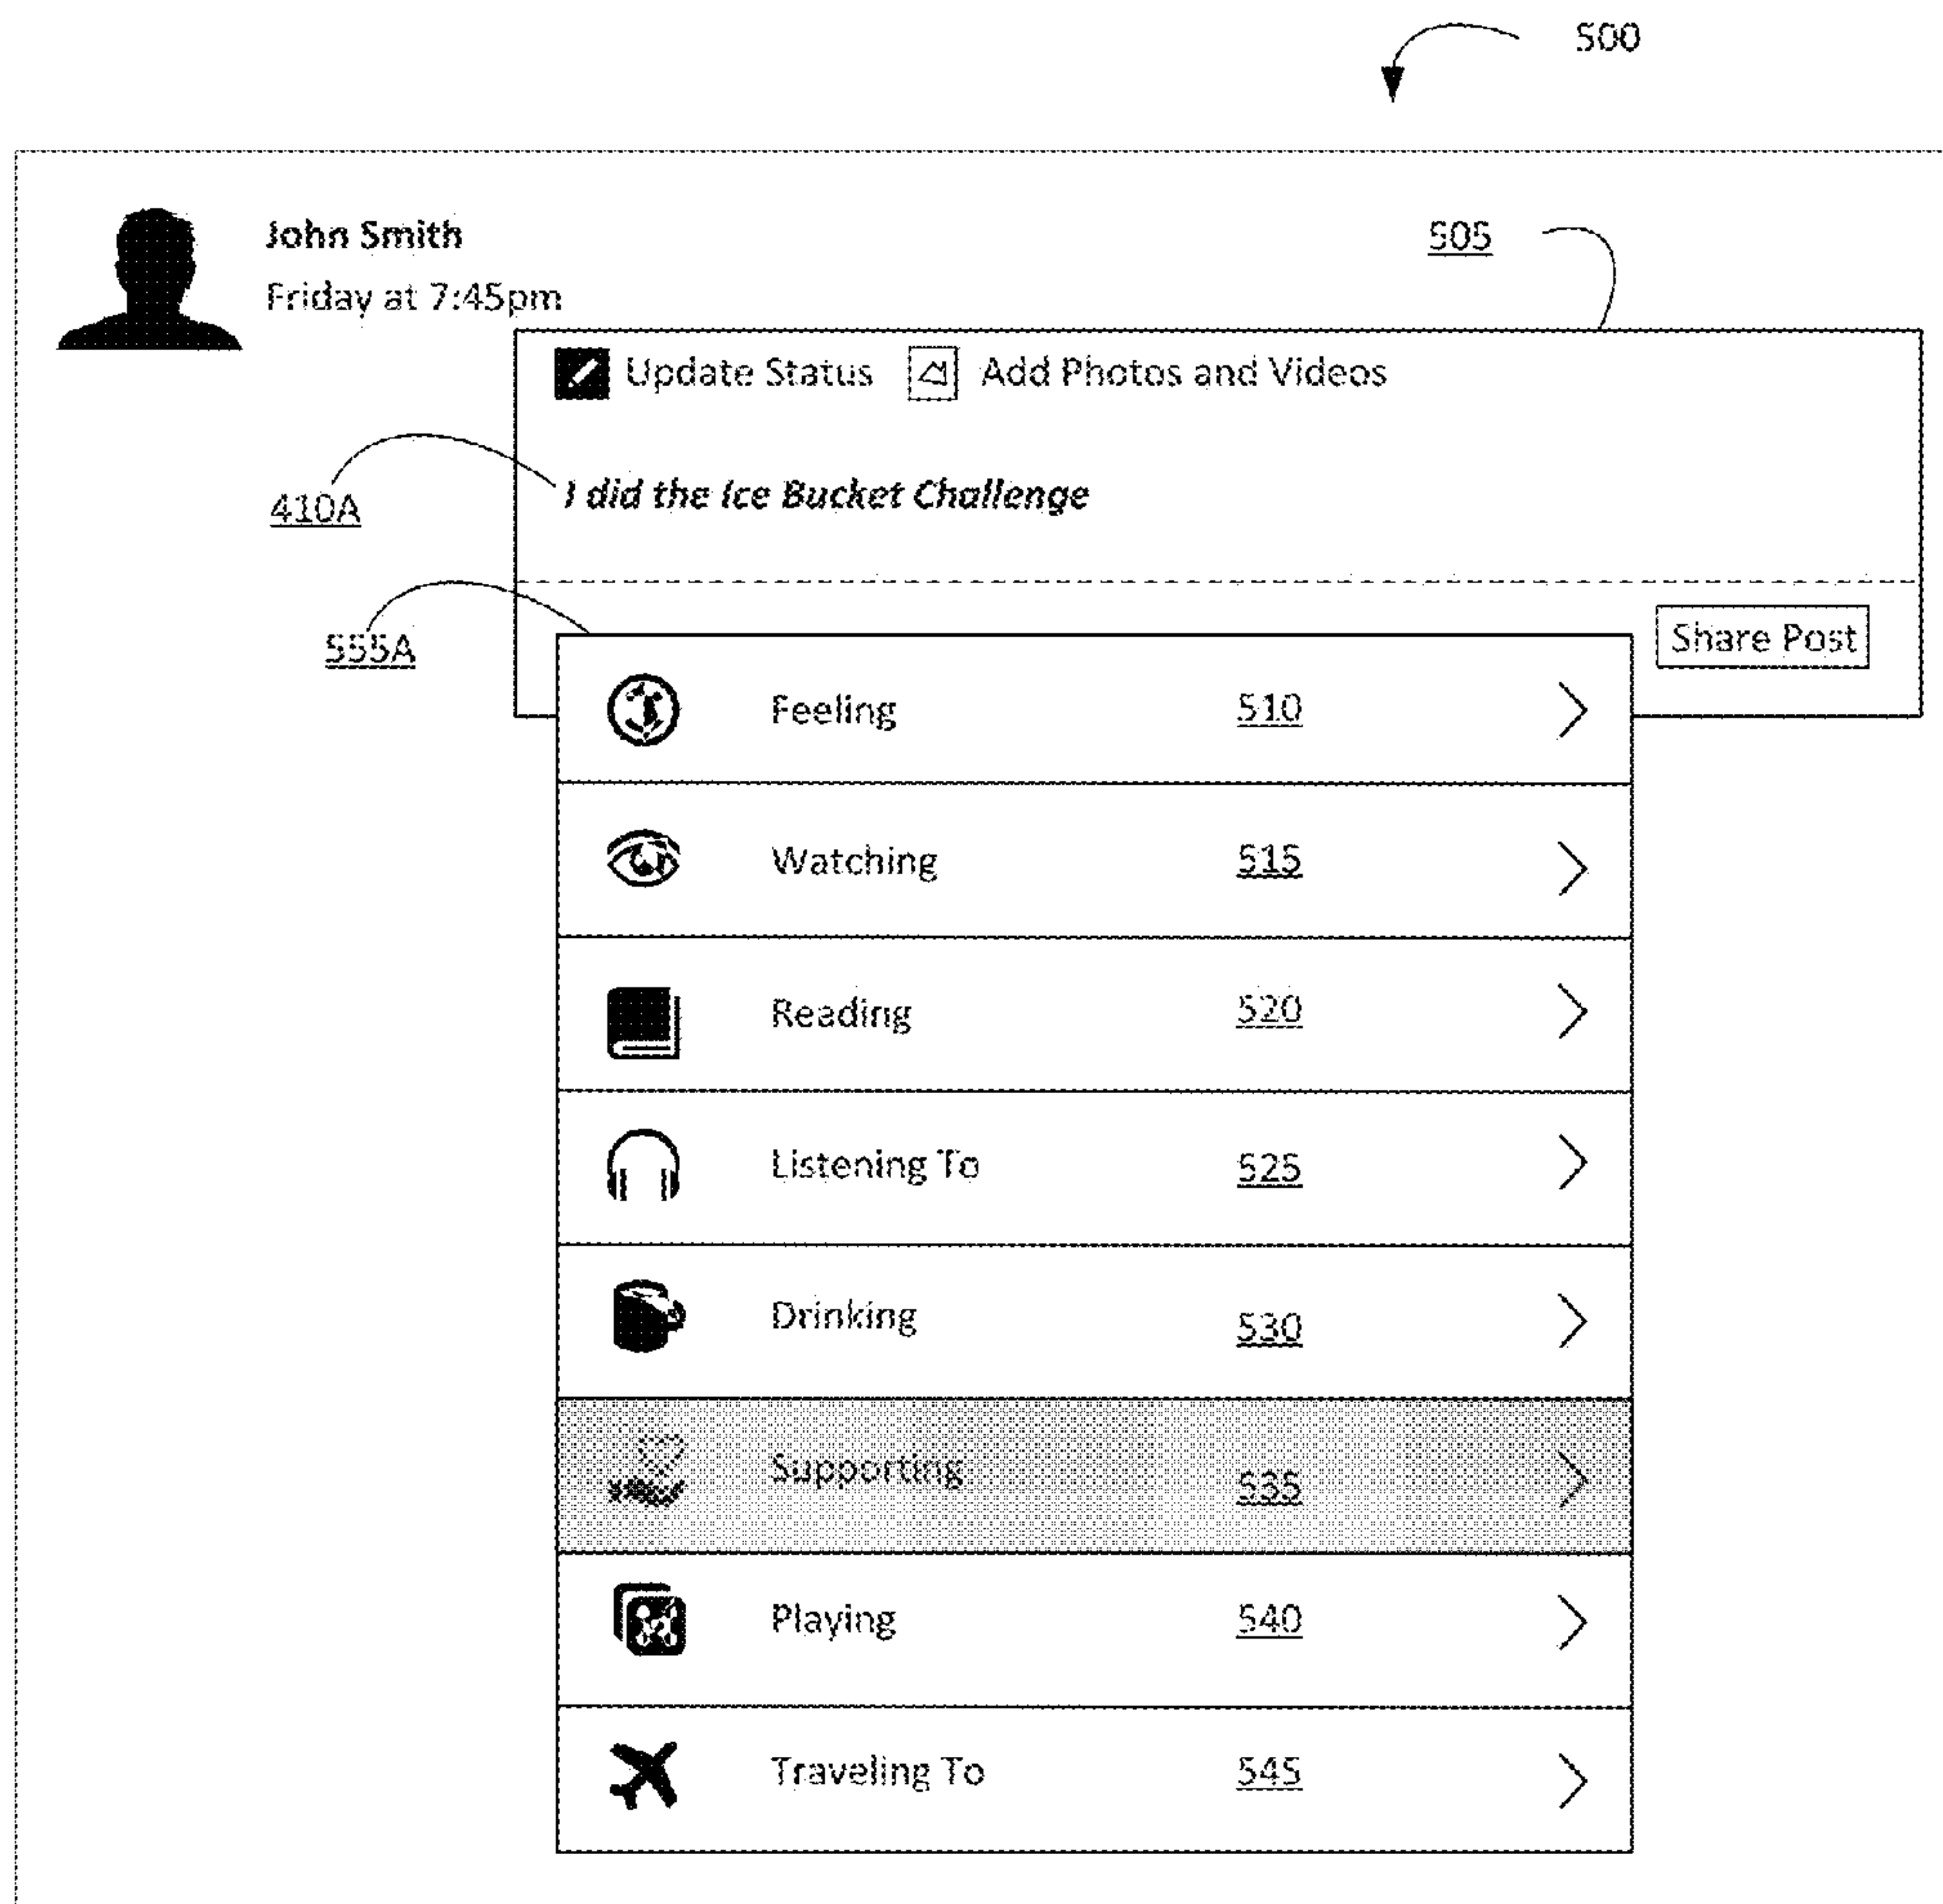 500
John Smith
505
Friday at 7:45pm
Update Status Add Photos and Videos
410A
I did the Ice Bucket Challenge
555A
Share Post
Feeling 510
Watching 515
Reading 520
Listening To 525
Drinking 530
Supporting 535
Playing 540
Traveling To 545